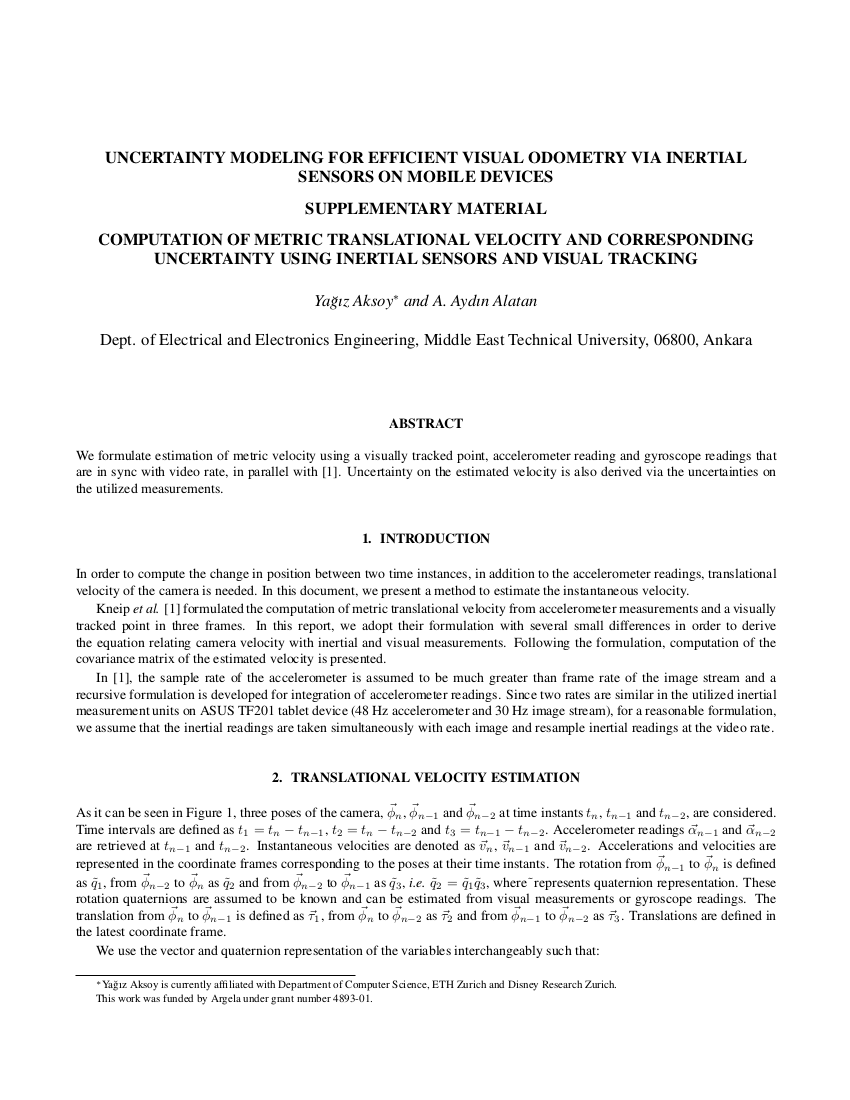 UNCERTAINTY MODELING FOR EFFICIENT VISUAL ODOMETRY VIA INERTIAL
SENSORS ON MOBILE DEVICES
SUPPLEMENTARY MATERIAL
COMPUTATION OF METRIC TRANSLATIONAL VELOCITY AND CORRESPONDING
UNCERTAINTY USING INERTIAL SENSORS AND VISUAL TRACKING
Yağız Aksoy* and A. Aydın Alatan
Dept. of Electrical and Electronics Engineering, Middle East Technical University, 06800, Ankara
ABSTRACT
We formulate estimation of metric velocity using a visually tracked point, accelerometer reading and gyroscope readings that
are in sync with video rate, in parallel with [1]. Uncertainty on the estimated velocity is also derived via the uncertainties on
the utilized measurements.
1. INTRODUCTION
In order to compute the change in position between two time instances, in addition to the accelerometer readings, translational
velocity of the camera is needed. In this document, we present a method to estimate the instantaneous velocity.
Kneip et al. [1] formulated the computation of metric translational velocity from accelerometer measurements and a visually
tracked point in three frames. In this report, we adopt their formulation with several small differences in order to derive
the equation relating camera velocity with inertial and visual measurements. Following the formulation, computation of the
covariance matrix of the estimated velocity is presented.
In [1], the sample rate of the accelerometer is assumed to be much greater than frame rate of the image stream and a
recursive formulation is developed for integration of accelerometer readings. Since two rates are similar in the utilized inertial
measurement units on ASUS TF201 tablet device (48 Hz accelerometer and 30 Hz image stream), for a reasonable formulation,
we assume that the inertial readings are taken simultaneously with each image and resample inertial readings at the video rate.
2. TRANSLATIONAL VELOCITY ESTIMATION
As it can be seen in Figure 1, three poses of the camera, $\vec{\phi}_n$, $\vec{\phi}_{n-1}$ and $\vec{\phi}_{n-2}$ at time instants $t_n$, $t_{n-1}$ and $t_{n-2}$, are considered.
Time intervals are defined as $t_1 = t_n - t_{n-1}$, $t_2 = t_n - t_{n-2}$ and $t_3 = t_{n-1} - t_{n-2}$. Accelerometer readings $\vec{\alpha}_{n-1}$ and $\vec{\alpha}_{n-2}$
are retrieved at $t_{n-1}$ and $t_{n-2}$. Instantaneous velocities are denoted as $\vec{v}_n$, $\vec{v}_{n-1}$ and $\vec{v}_{n-2}$. Accelerations and velocities are
represented in the coordinate frames corresponding to the poses at their time instants. The rotation from $\vec{\phi}_{n-1}$ to $\vec{\phi}_n$ is defined
as $\bar{q}_1$, from $\vec{\phi}_{n-2}$ to $\vec{\phi}_n$ as $\bar{q}_2$ and from $\vec{\phi}_{n-2}$ to $\vec{\phi}_{n-1}$ as $\bar{q}_3$, i.e. $\bar{q}_2 = \bar{q}_1\bar{q}_3$, where ¯ represents quaternion representation. These
rotation quaternions are assumed to be known and can be estimated from visual measurements or gyroscope readings. The
translation from $\vec{\phi}_n$ to $\vec{\phi}_{n-1}$ is defined as $\vec{\tau}_1$, from $\vec{\phi}_n$ to $\vec{\phi}_{n-2}$ as $\vec{\tau}_2$ and from $\vec{\phi}_{n-1}$ to $\vec{\phi}_{n-2}$ as $\vec{\tau}_3$. Translations are defined in
the latest coordinate frame.
We use the vector and quaternion representation of the variables interchangeably such that:
*Yağız Aksoy is currently affiliated with Department of Computer Science, ETH Zurich and Disney Research Zurich.
This work was funded by Argela under grant number 4893-01.